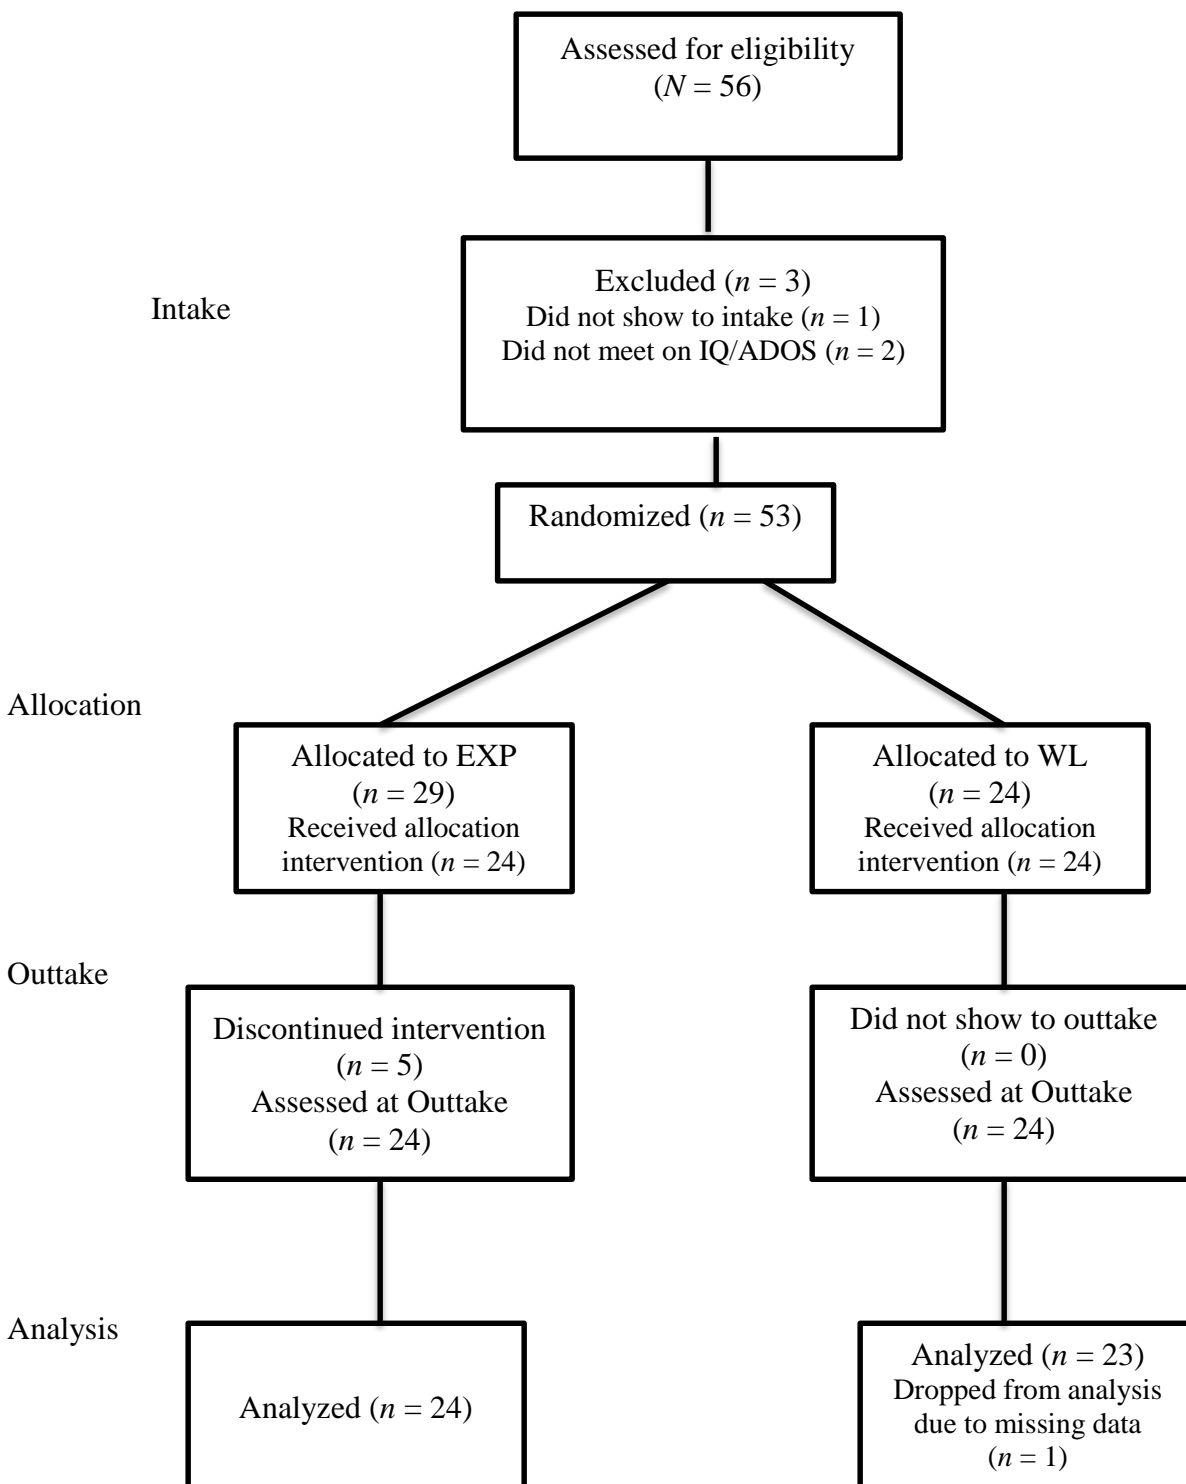 Assessed for eligibility
(N = 56)
Intake
Excluded (n = 3)
Did not show to intake (n = 1)
Did not meet on IQ/ADOS (n = 2)
Randomized (n = 53)
Allocation
Allocated to EXP
(n = 29)
Received allocation
intervention (n = 24)
Allocated to WL
(n = 24)
Received allocation
intervention (n = 24)
Outtake
Discontinued intervention
(n = 5)
Assessed at Outtake
(n = 24)
Did not show to outtake
(n = 0)
Assessed at Outtake
(n = 24)
Analysis
Analyzed (n = 24)
Analyzed (n = 23)
Dropped from analysis
due to missing data
(n = 1)